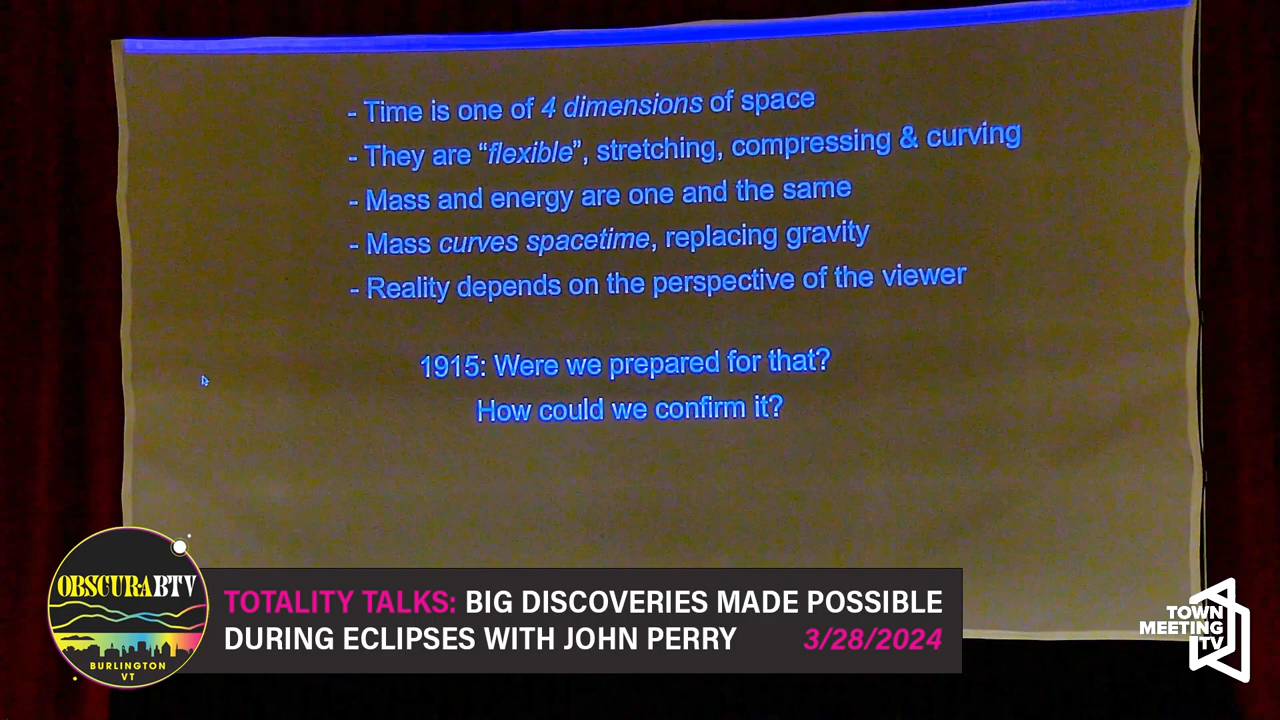 - Time is one of 4 dimensions of space
- They are “flexible”, stretching, compressing & curving
- Mass and energy are one and the same
- Mass curves spacetime, replacing gravity
- Reality depends on the perspective of the viewer
1915: Were we prepared for that?
How could we confirm it?
OBSCURABTV
BURLINGTON
VT
TOTALITY TALKS: BIG DISCOVERIES MADE POSSIBLE
DURING ECLIPSES WITH JOHN PERRY 3/28/2024
TOWN
MEETING
TV